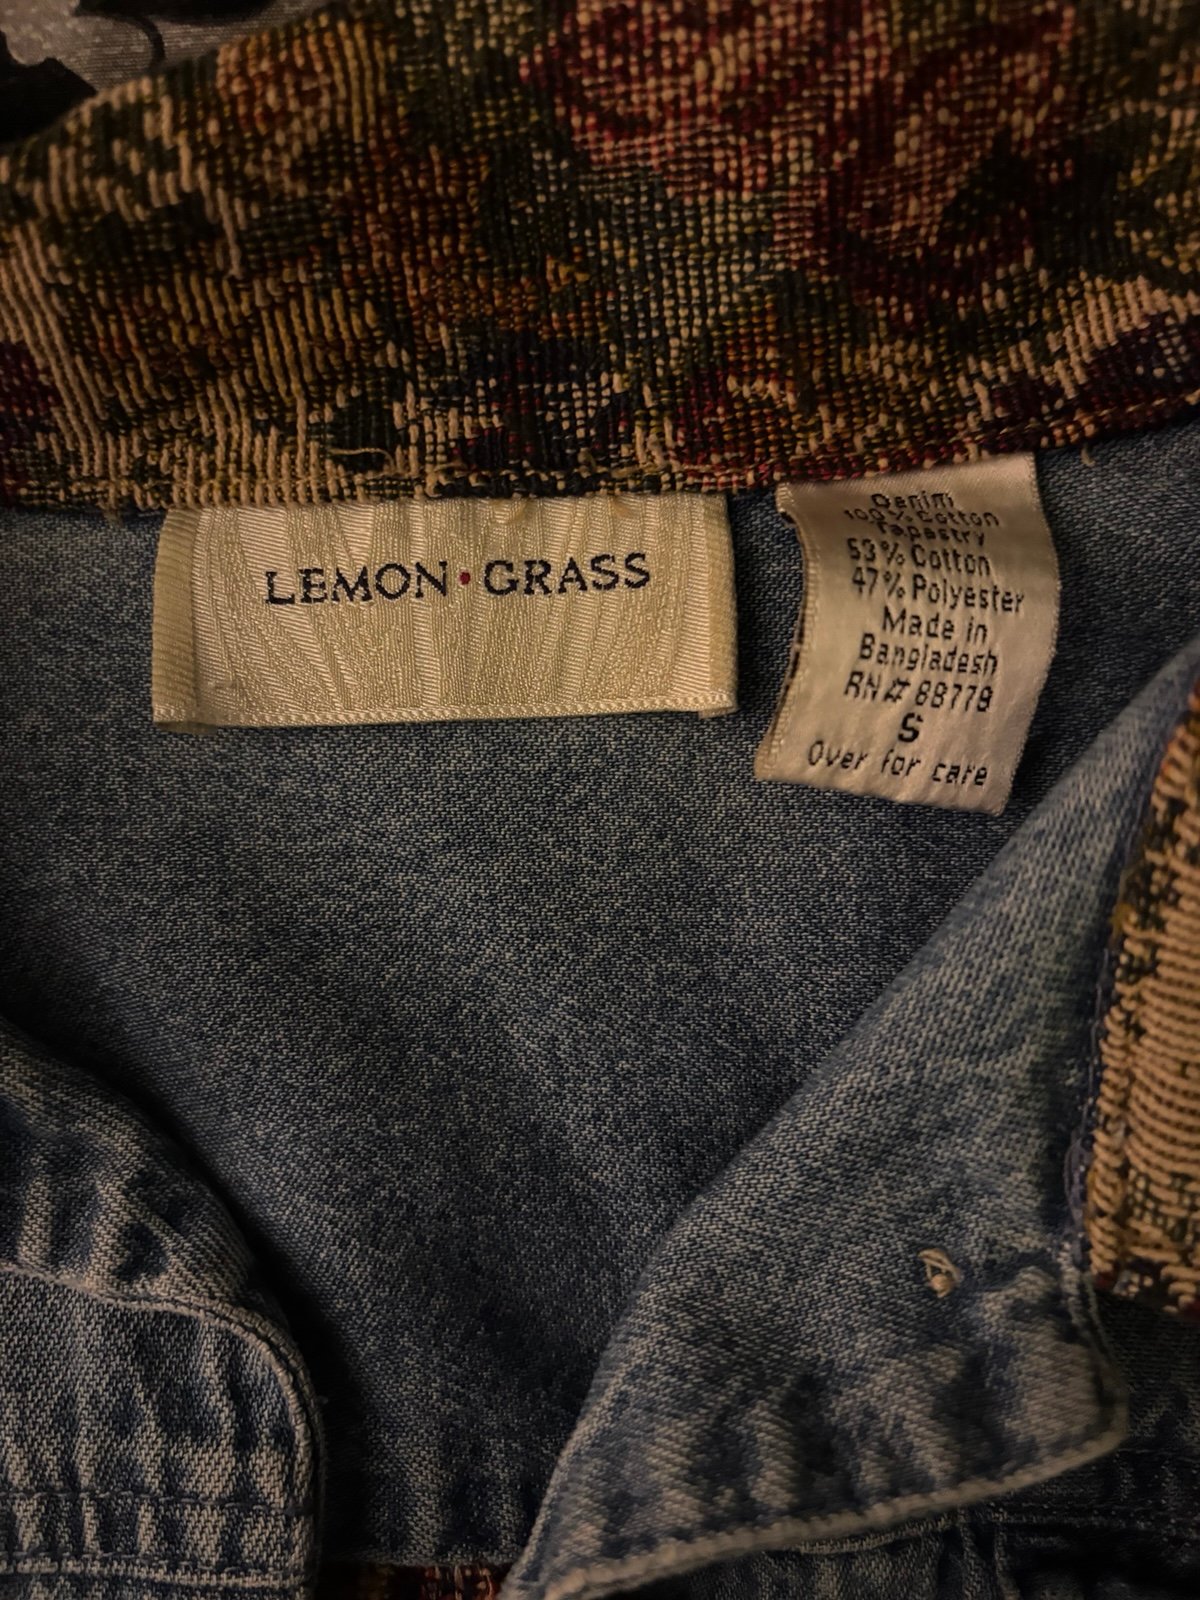 LEMON·GRASS
Denim
100% Cotton
Tapestry
53% Cotton
47% Polyester
Made in
Bangladesh
RN# 88779
S
Over for care